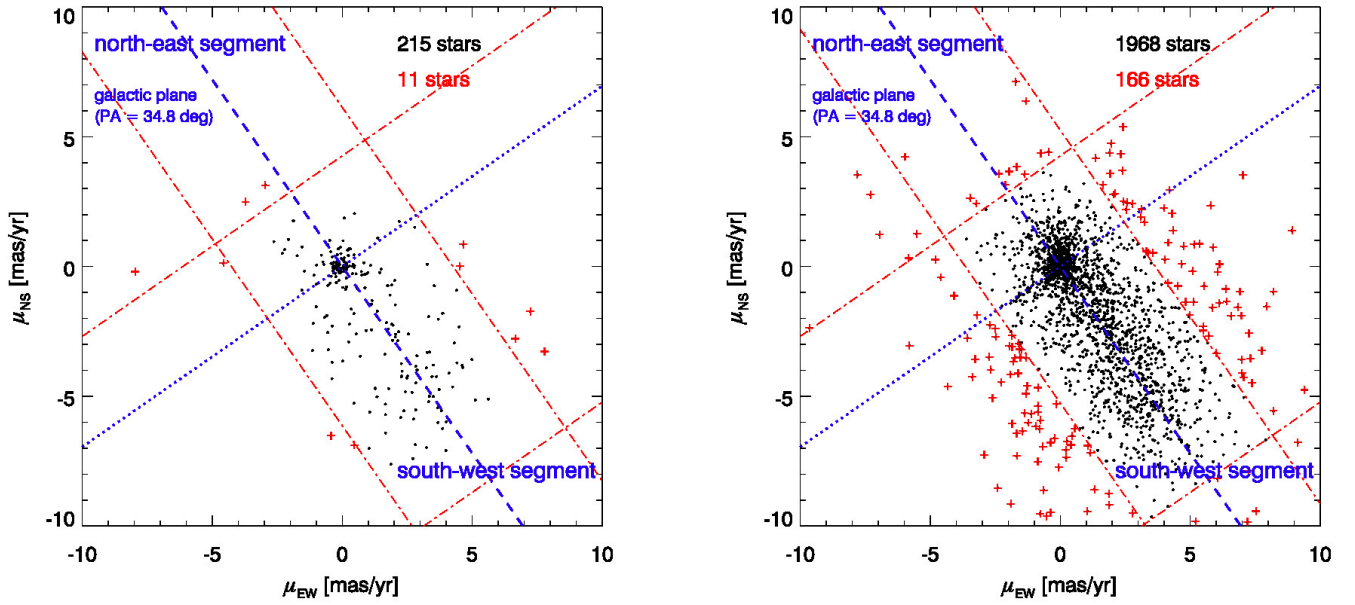 10
5
0
-5
-10
μNS [mas/yr]
north-east segment
215 stars
11 stars
galactic plane
(PA = 34.8 deg)
south-west segment
-10 -5 0 5 10
μEW [mas/yr]
10
5
0
-5
-10
μNS [mas/yr]
north-east segment
1968 stars
166 stars
galactic plane
(PA = 34.8 deg)
south-west segment
-10 -5 0 5 10
μEW [mas/yr]